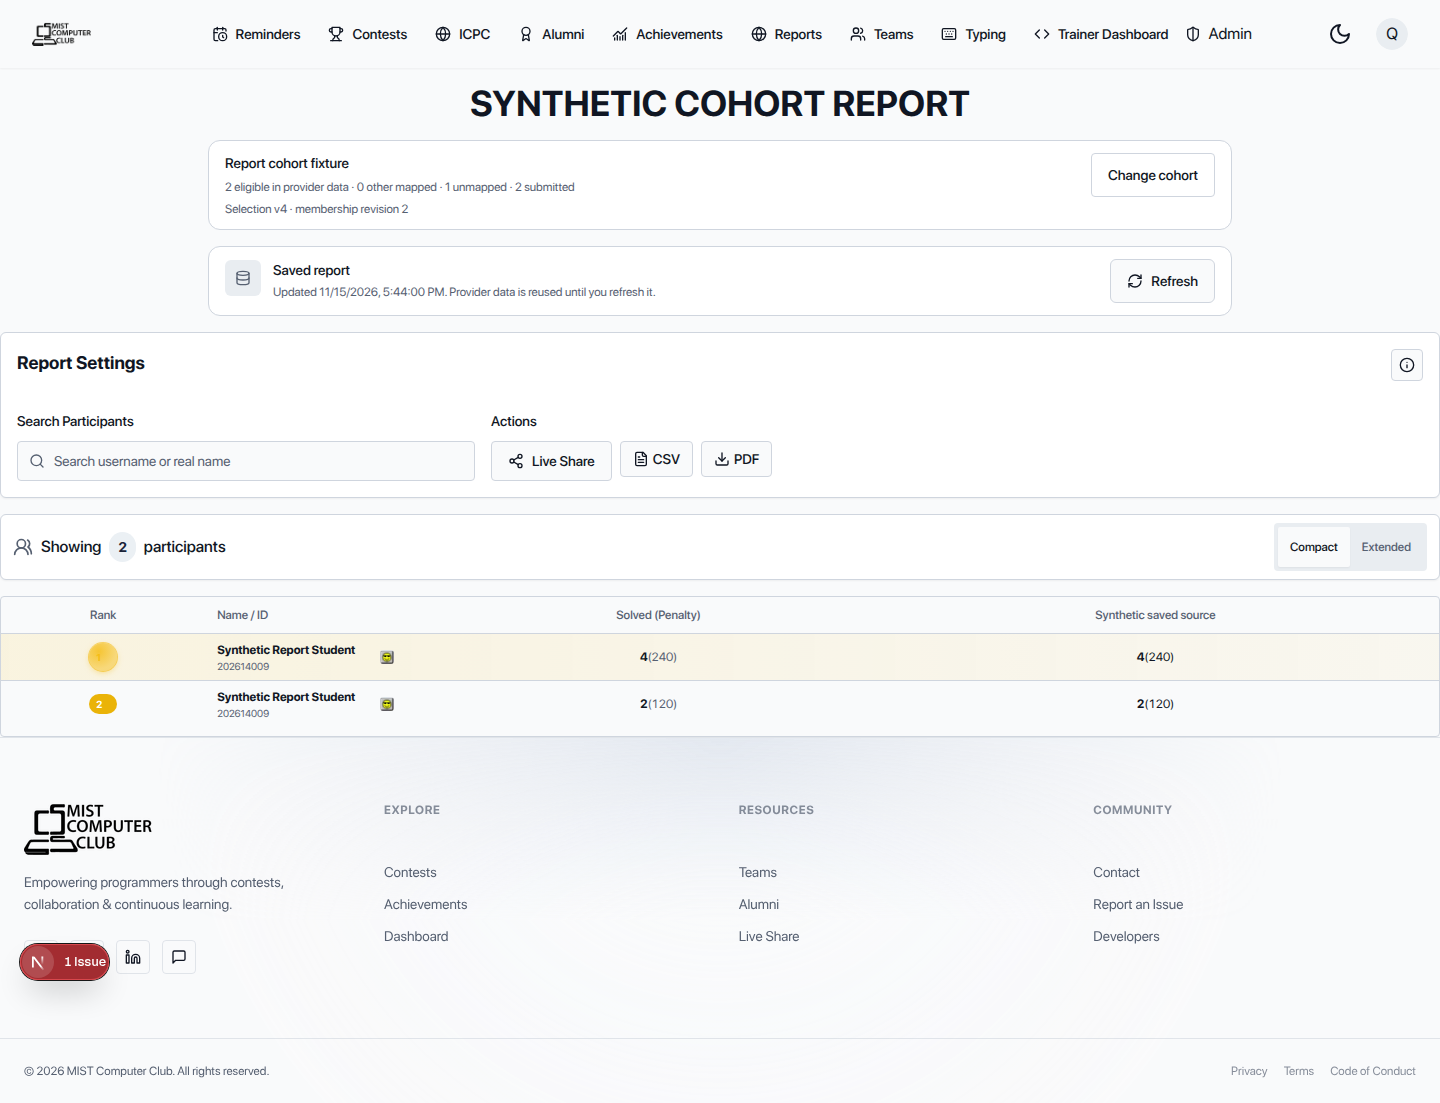 MIST
COMPUTER
CLUB
Reminders
Contests
ICPC
Alumni
Achievements
Reports
Teams
Typing
Trainer Dashboard
Admin
Q
SYNTHETIC COHORT REPORT
Report cohort fixture
2 eligible in provider data · 0 other mapped · 1 unmapped · 2 submitted
Selection v4 · membership revision 2
Change cohort
Saved report
Updated 11/15/2026, 5:44:00 PM. Provider data is reused until you refresh it.
Refresh
Report Settings
Search Participants
Actions
Search username or real name
Live Share
CSV
PDF
Showing 2 participants
Compact
Extended
Rank
Name / ID
Solved (Penalty)
Synthetic saved source
1
Synthetic Report Student
202614009
4(240)
4(240)
2
Synthetic Report Student
202614009
2(120)
2(120)
MIST
COMPUTER
CLUB
Empowering programmers through contests,
collaboration & continuous learning.
N
1 Issue
in
EXPLORE
Contests
Achievements
Dashboard
RESOURCES
Teams
Alumni
Live Share
COMMUNITY
Contact
Report an Issue
Developers
© 2026 MIST Computer Club. All rights reserved.
Privacy
Terms
Code of Conduct